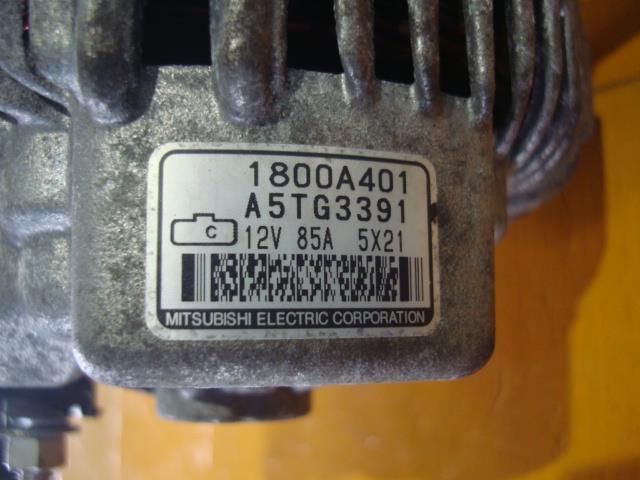 1800A401
A5TG3391
C 12V 85A 5X21
MITSUBISHI ELECTRIC CORPORATION